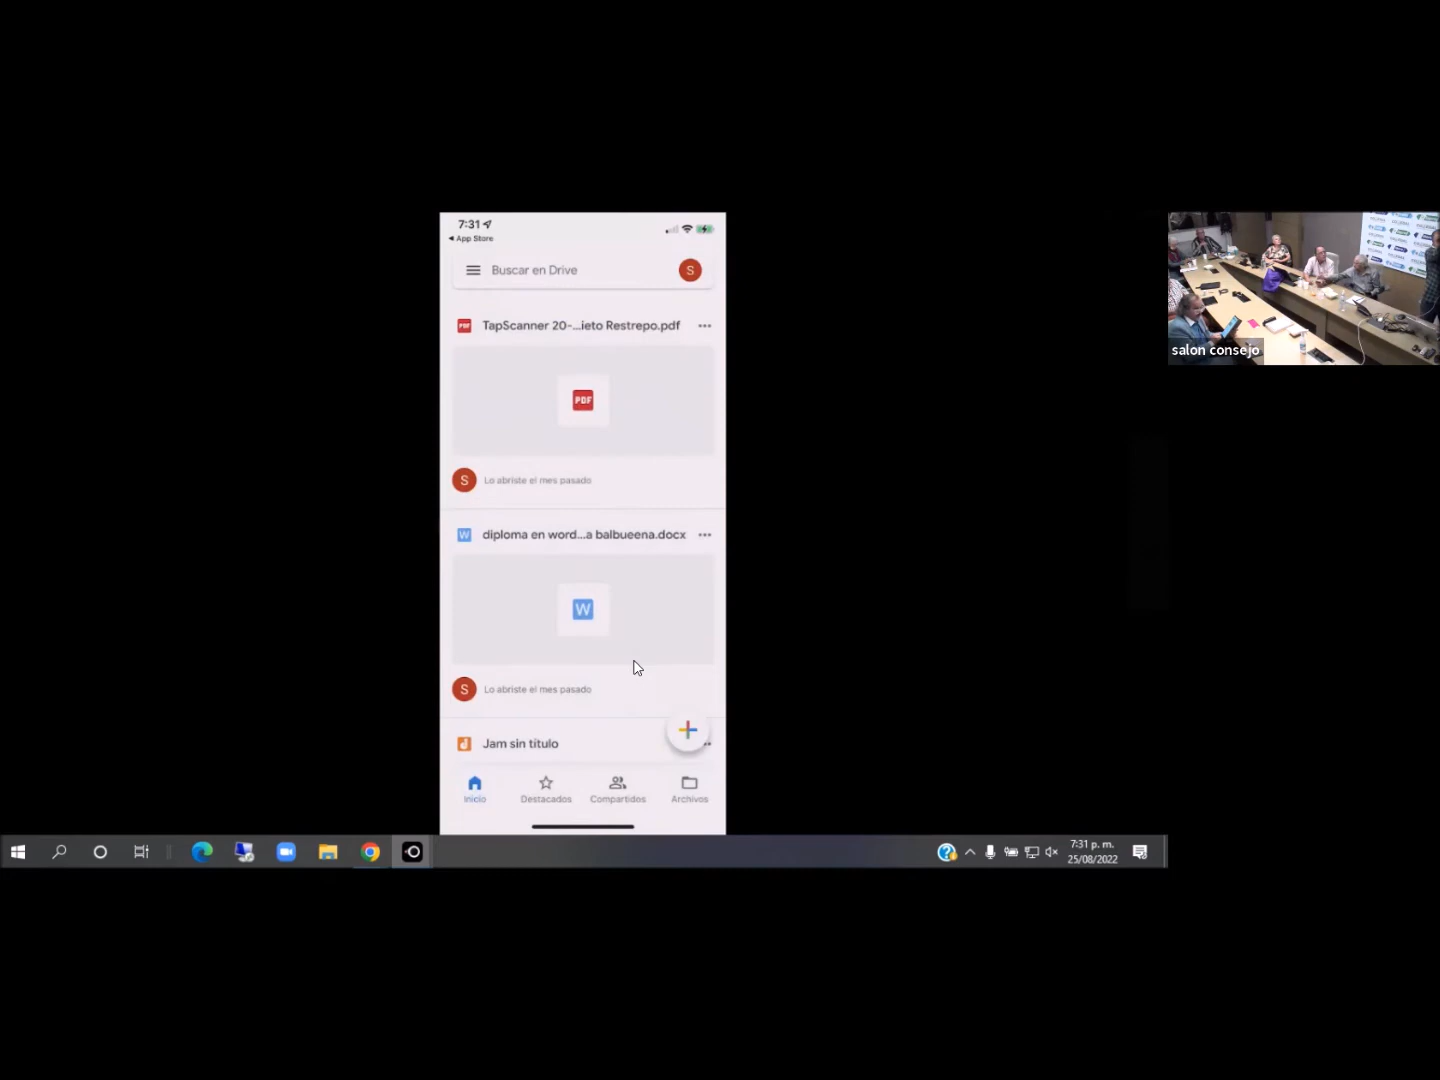 7:31
◀ App Store
Buscar en Drive
S
PDF
TapScanner 20-...ieto Restrepo.pdf
PDF
S
Lo abriste el mes pasado
W
diploma en word...a balbueena.docx
W
S
Lo abriste el mes pasado
Jam sin título
Inicio
Destacados
Compartidos
Archivos
7:31 p. m.
25/08/2022
salon consejo